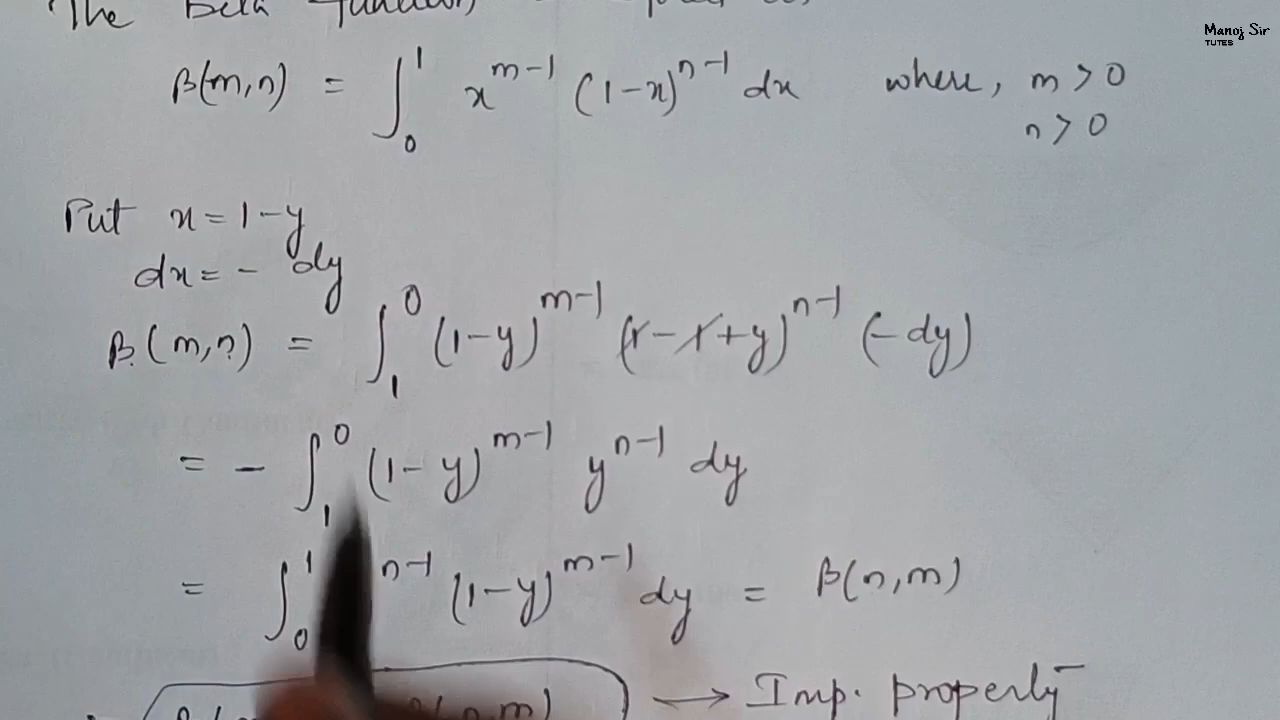 Manoj Sir
TUTES
The
β(m,n) = ∫₀¹ x^{m-1} (1-x)^{n-1} dx where, m > 0
n > 0
Put x = 1-y
dx = - dy
β(m,n) = ∫₁⁰ (1-y)^{m-1} (1-1+y)^{n-1} (-dy)
= - ∫₁⁰ (1-y)^{m-1} y^{n-1} dy
= ∫₀¹ ^{n-1} (1-y)^{m-1} dy = β(n,m)
β( (n,m) → Imp. property